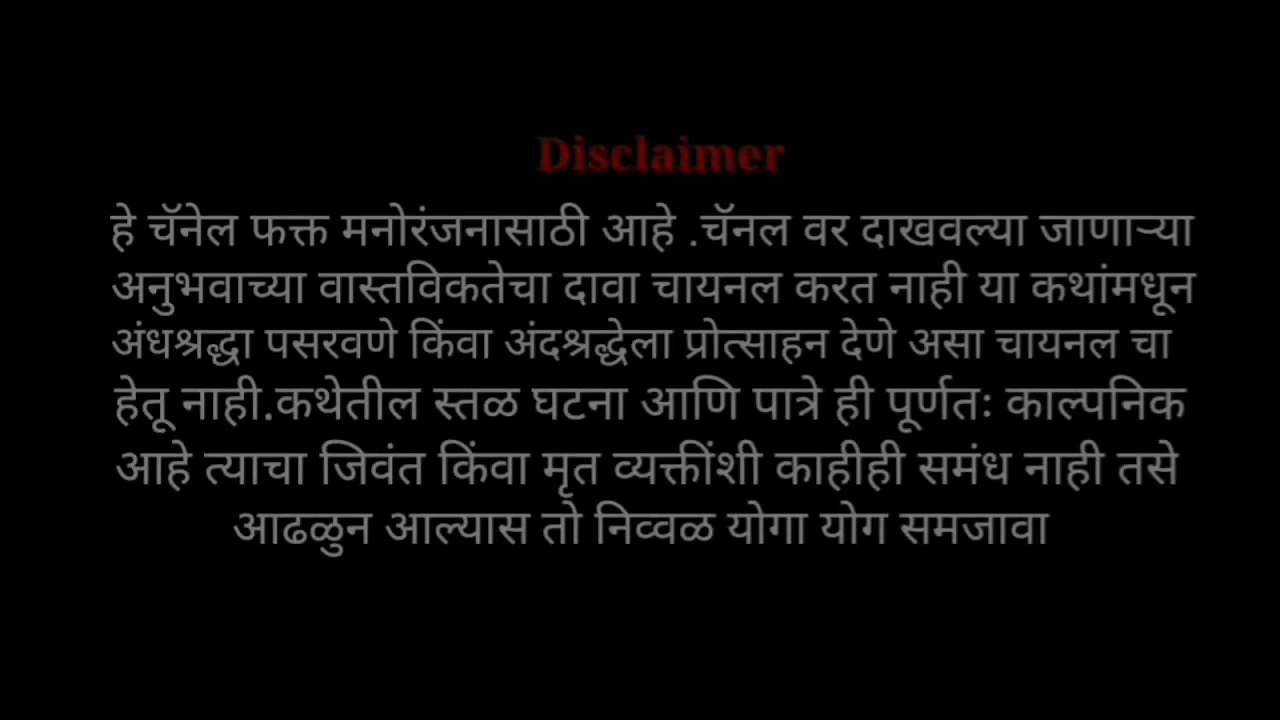 Disclaimer
हे चॅनेल फक्त मनोरंजनासाठी आहे .चॅनल वर दाखवल्या जाणाऱ्या
अनुभवाच्या वास्तविकतेचा दावा चायनल करत नाही या कथांमधून
अंधश्रद्धा पसरवणे किंवा अंदश्रद्धेला प्रोत्साहन देणे असा चायनल चा
हेतू नाही.कथेतील स्तळ घटना आणि पात्रे ही पूर्णतः काल्पनिक
आहे त्याचा जिवंत किंवा मृत व्यक्तींशी काहीही समंध नाही तसे
आढळुन आल्यास तो निव्वळ योगा योग समजावा